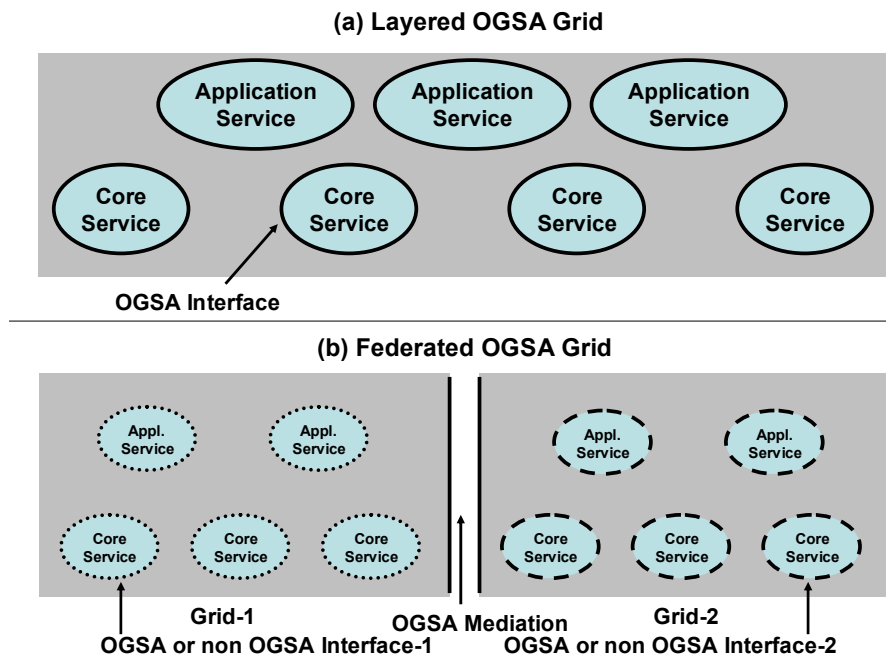 (a) Layered OGSA Grid
Application
Service
Application
Service
Application
Service
Core
Service
Core
Service
Core
Service
Core
Service
OGSA Interface
(b) Federated OGSA Grid
Appl.
Service
Appl.
Service
Appl.
Service
Appl.
Service
Core
Service
Core
Service
Core
Service
Core
Service
Core
Service
Core
Service
Grid-1
OGSA Mediation
Grid-2
OGSA or non OGSA Interface-1
OGSA or non OGSA Interface-2